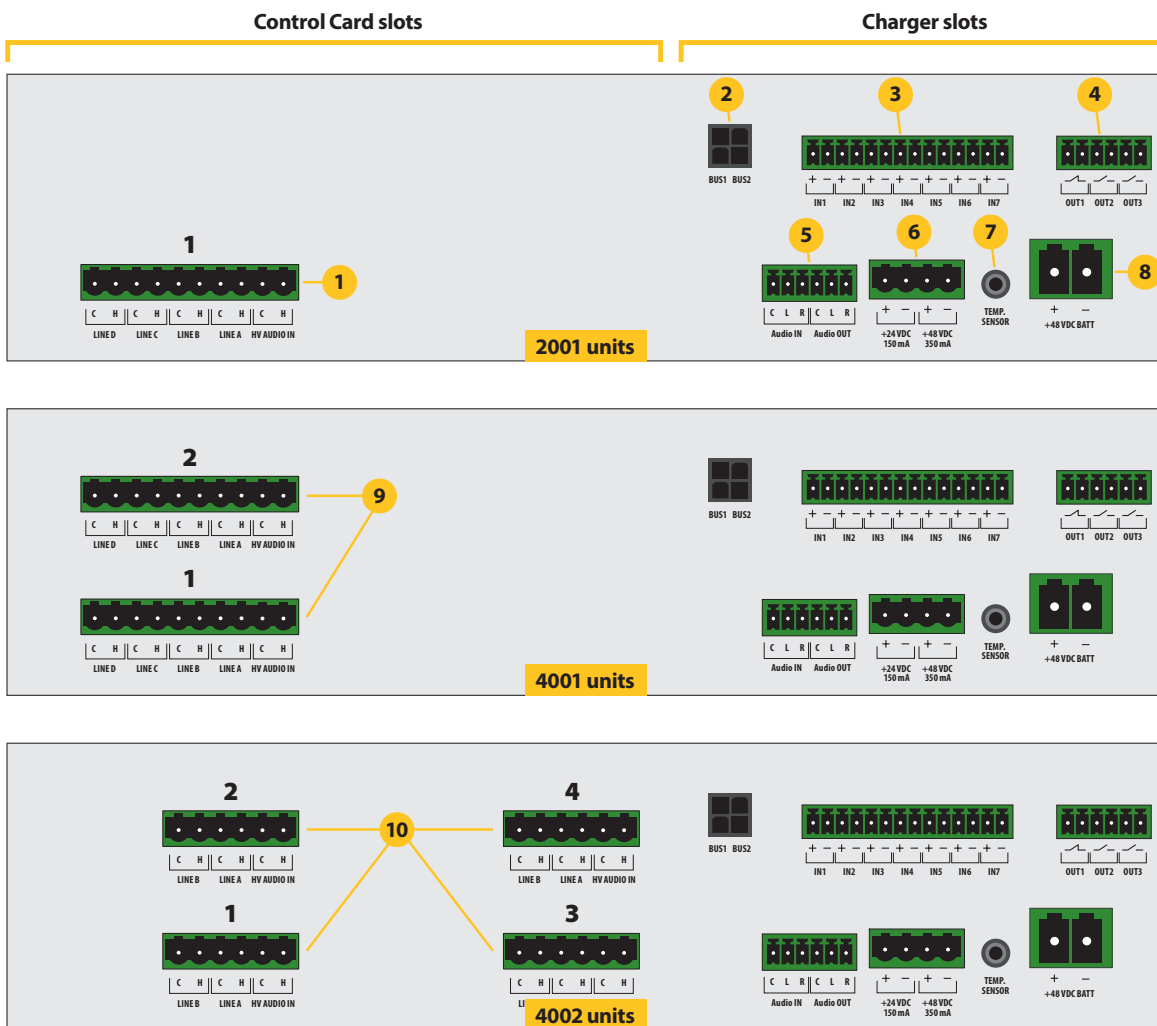 Control Card slots
Charger slots
2
3
4
BUS1 BUS2
+ − + − + − + − + − + − + −
IN1 IN2 IN3 IN4 IN5 IN6 IN7
OUT1 OUT2 OUT3
1
1
C H C H C H C H C H
LINE D LINE C LINE B LINE A HV AUDIO IN
5
6
7
8
C L R C L R
Audio IN Audio OUT
+ − + −
+24 VDC +48 VDC
150 mA 350 mA
TEMP.
SENSOR
+ −
+48 VDC BATT
2001 units
2
9
C H C H C H C H C H
LINE D LINE C LINE B LINE A HV AUDIO IN
1
C H C H C H C H C H
LINE D LINE C LINE B LINE A HV AUDIO IN
BUS1 BUS2
+ − + − + − + − + − + − + −
IN1 IN2 IN3 IN4 IN5 IN6 IN7
OUT1 OUT2 OUT3
C L R C L R
Audio IN Audio OUT
+ − + −
+24 VDC +48 VDC
150 mA 350 mA
TEMP.
SENSOR
+ −
+48 VDC BATT
4001 units
2
4
10
C H C H C H
LINE B LINE A HV AUDIO IN
C H C H C H
LINE B LINE A HV AUDIO IN
1
3
C H C H C H
LINE B LINE A HV AUDIO IN
C H C H C H
BUS1 BUS2
+ − + − + − + − + − + − + −
IN1 IN2 IN3 IN4 IN5 IN6 IN7
OUT1 OUT2 OUT3
C L R C L R
Audio IN Audio OUT
+ − + −
+24 VDC +48 VDC
150 mA 350 mA
TEMP.
SENSOR
+ −
+48 VDC BATT
4002 units